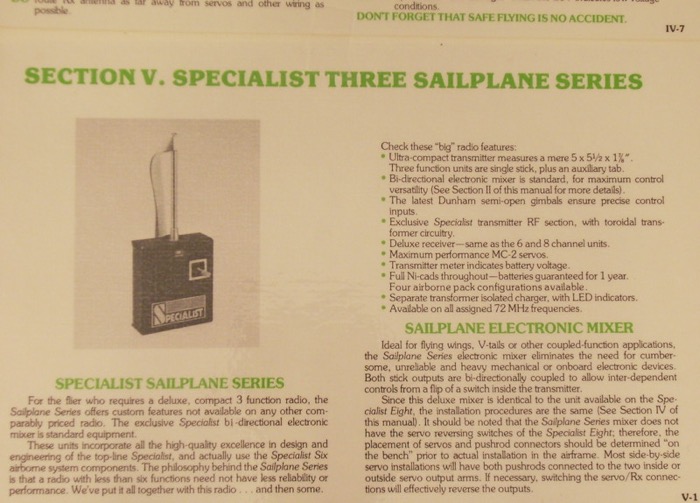 route Rx antenna as far away from servos and other wiring as
possible.
conditions.
DON'T FORGET THAT SAFE FLYING IS NO ACCIDENT.
IV-7
SECTION V. SPECIALIST THREE SAILPLANE SERIES
SPECIALIST
SPECIALIST SAILPLANE SERIES
For the flier who requires a deluxe, compact 3 function radio, the
Sailplane Series offers custom features not available on any other com-
parably priced radio. The exclusive Specialist bi-directional electronic
mixer is standard equipment.
These units incorporate all the high-quality excellence in design and
engineering of the top-line Specialist, and actually use the Specialist Six
airborne system components. The philosophy behind the Sailplane Series
is that a radio with less than six functions need not have less reliability or
performance. We've put it all together with this radio . . . and then some.
Check these "big" radio features:
• Ultra-compact transmitter measures a mere 5 x 5½ x 1⅞".
Three function units are single stick, plus an auxiliary tab.
• Bi-directional electronic mixer is standard, for maximum control
versatility (See Section II of this manual for more details).
• The latest Dunham semi-open gimbals ensure precise control
inputs.
• Exclusive Specialist transmitter RF section, with toroidal trans-
former circuitry.
• Deluxe receiver—same as the 6 and 8 channel units.
• Maximum performance MC-2 servos.
• Transmitter meter indicates battery voltage.
• Full Ni-cads throughout—batteries guaranteed for 1 year.
Four airborne pack configurations available.
• Separate transformer isolated charger, with LED indicators.
• Available on all assigned 72 MHz frequencies.
SAILPLANE ELECTRONIC MIXER
Ideal for flying wings, V-tails or other coupled-function applications,
the Sailplane Series electronic mixer eliminates the need for cumber-
some, unreliable and heavy mechanical or onboard electronic devices.
Both stick outputs are bi-directionally coupled to allow inter-dependent
controls from a flip of a switch inside the transmitter.
Since this deluxe mixer is identical to the unit available on the Spe-
cialist Eight, the installation procedures are the same (See Section IV of
this manual). It should be noted that the Sailplane Series mixer does not
have the servo reversing switches of the Specialist Eight; therefore, the
placement of servos and pushrod connectors should be determined "on
the bench" prior to actual installation in the airframe. Most side-by-side
servo installations will have both pushrods connected to the two inside or
outside servo output arms. If necessary, switching the servo/Rx connec-
tions will effectively reverse the outputs.
V-1